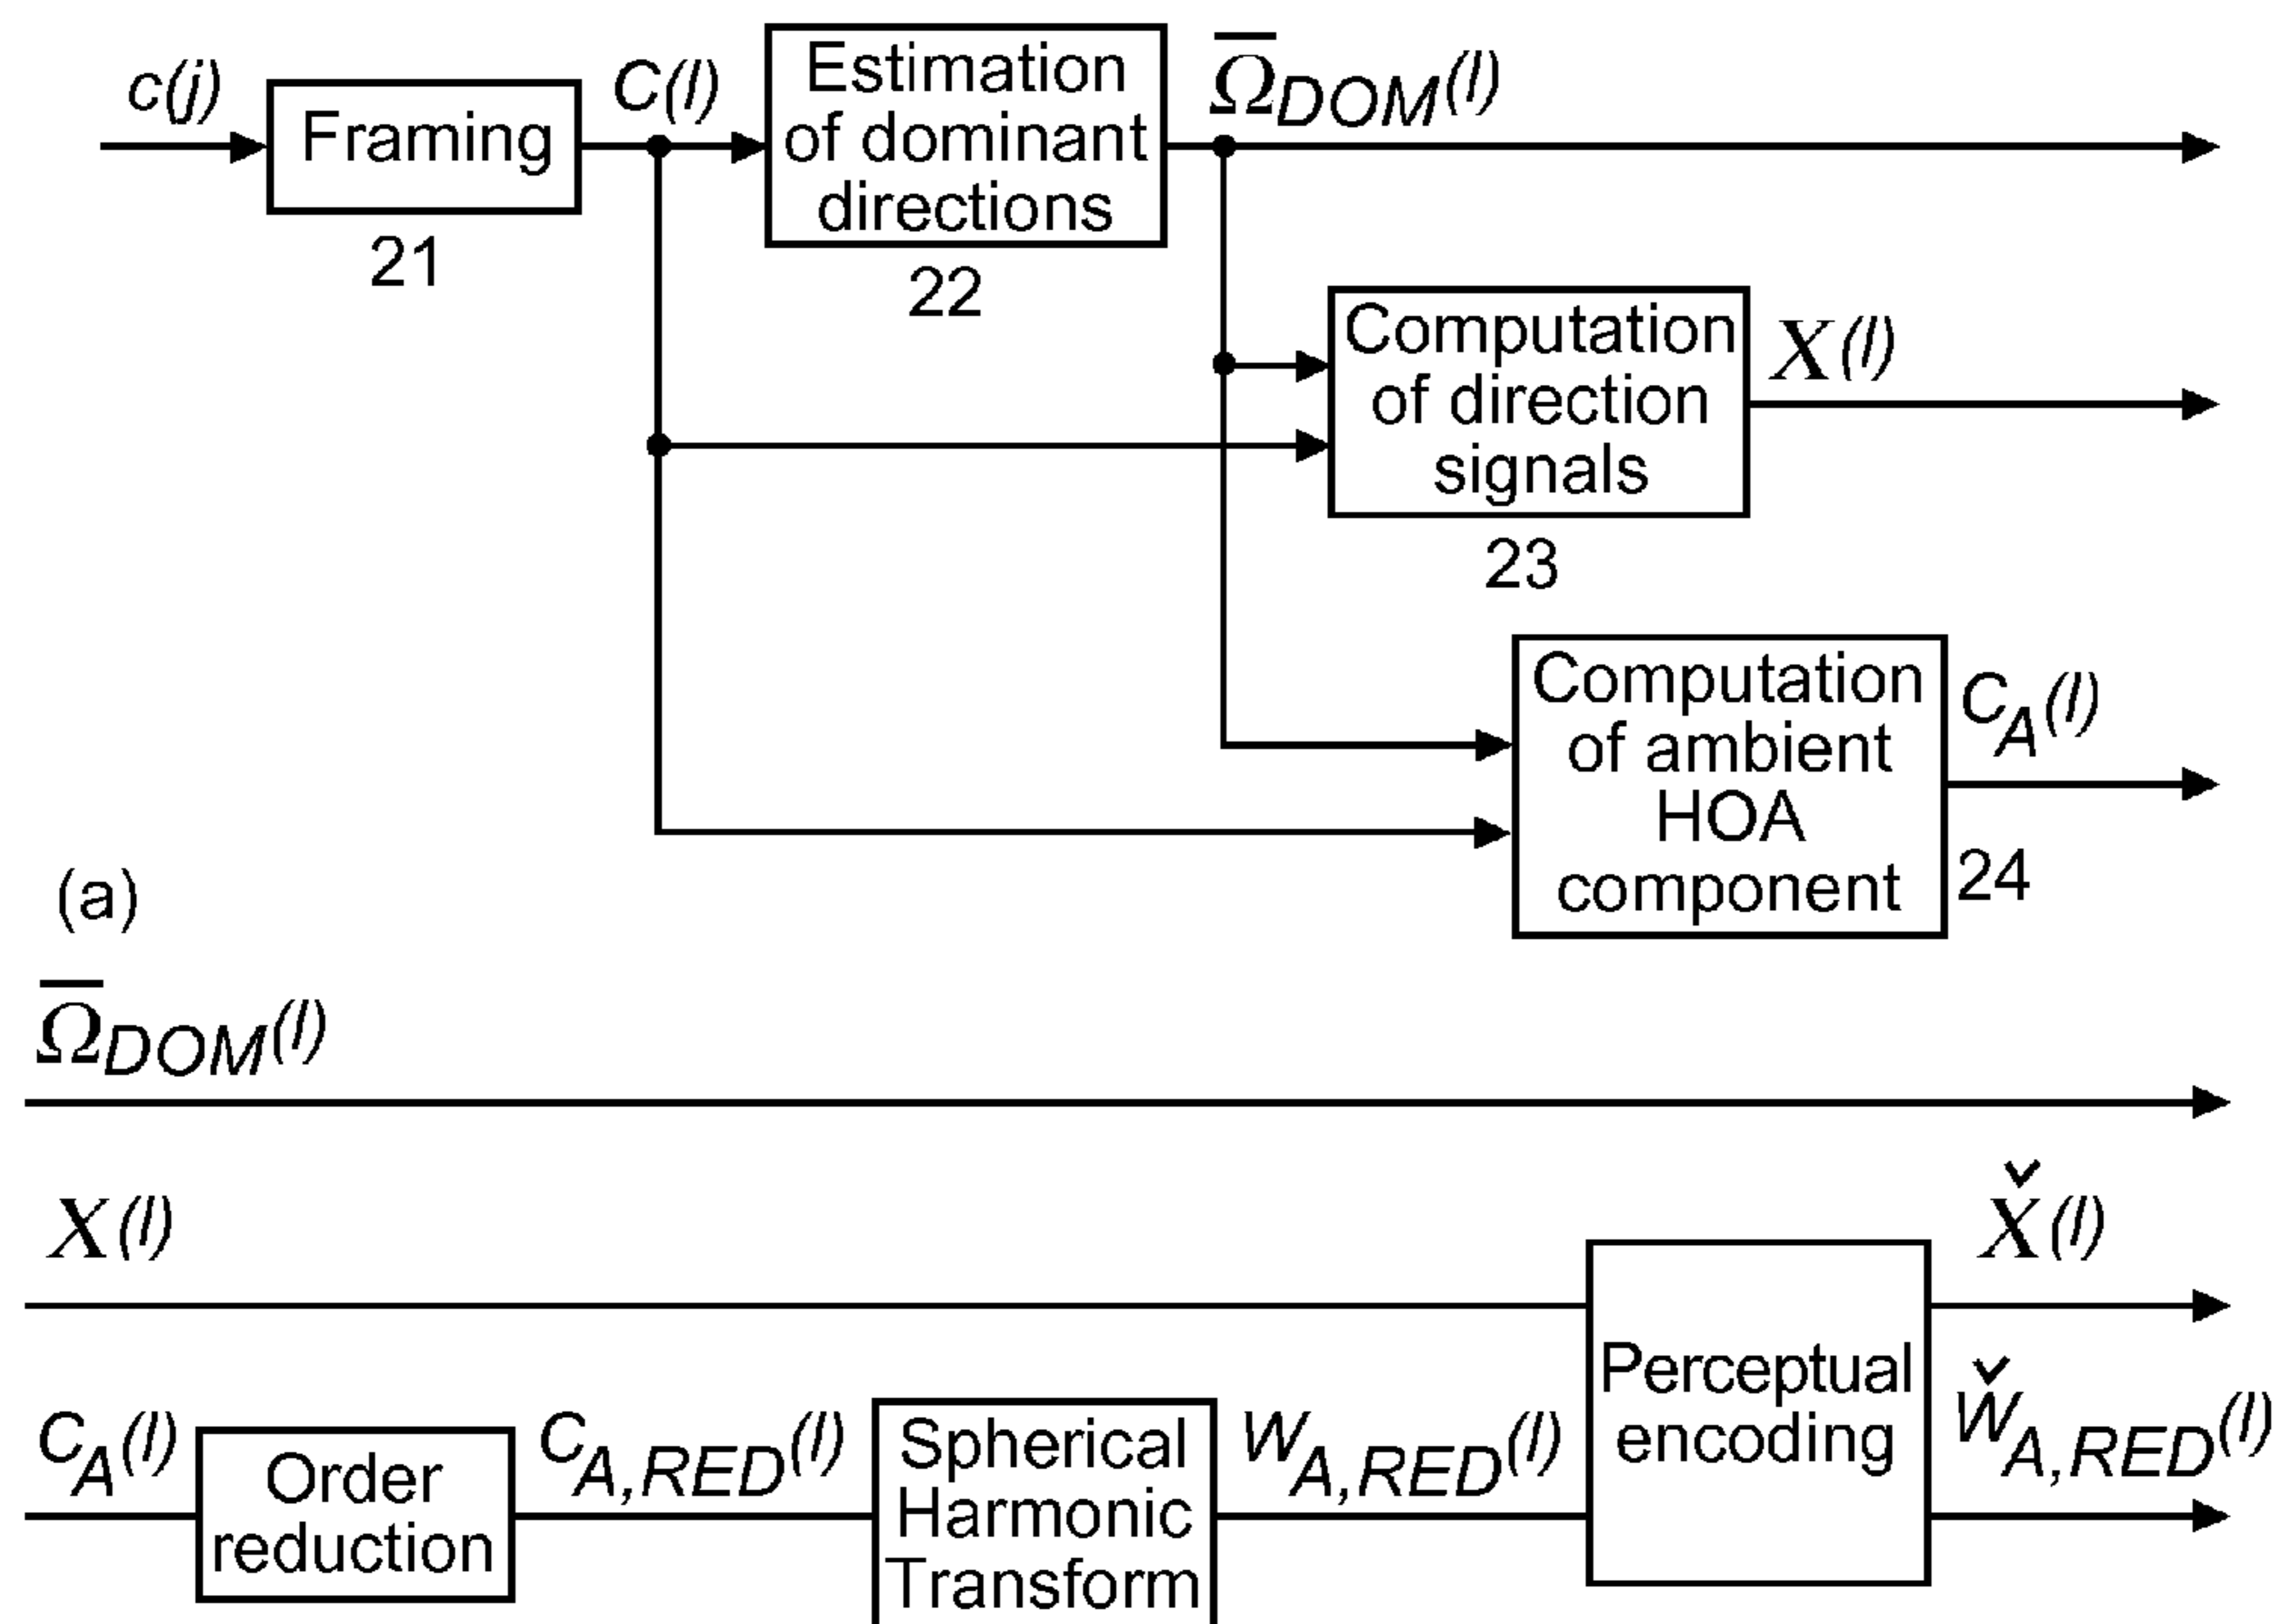 c(j)
Framing
21
C(l)
Estimation
of dominant
directions
22
Ω̅DOM(l)
Computation
of direction
signals
23
X(l)
Computation
of ambient
HOA
component
24
CA(l)
(a)
Ω̅DOM(l)
X(l)
X̌(l)
CA(l)
Order
reduction
CA,RED(l)
Spherical
Harmonic
Transform
WA,RED(l)
Perceptual
encoding
W̌A,RED(l)